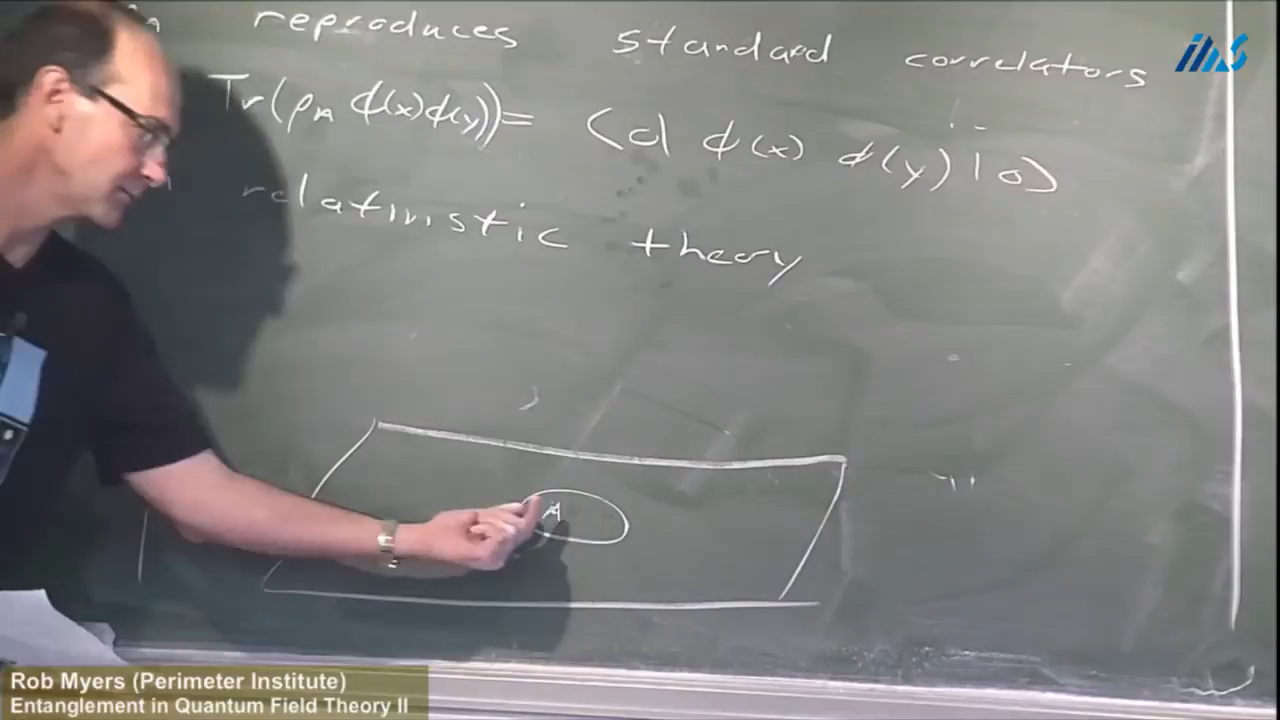 reproduces standard correlators
ihes
Tr(ρ_A ϕ(x)ϕ(y)) = ⟨0| ϕ(x) ϕ(y) |0⟩
relativistic theory
A
Rob Myers (Perimeter Institute)
Entanglement in Quantum Field Theory II